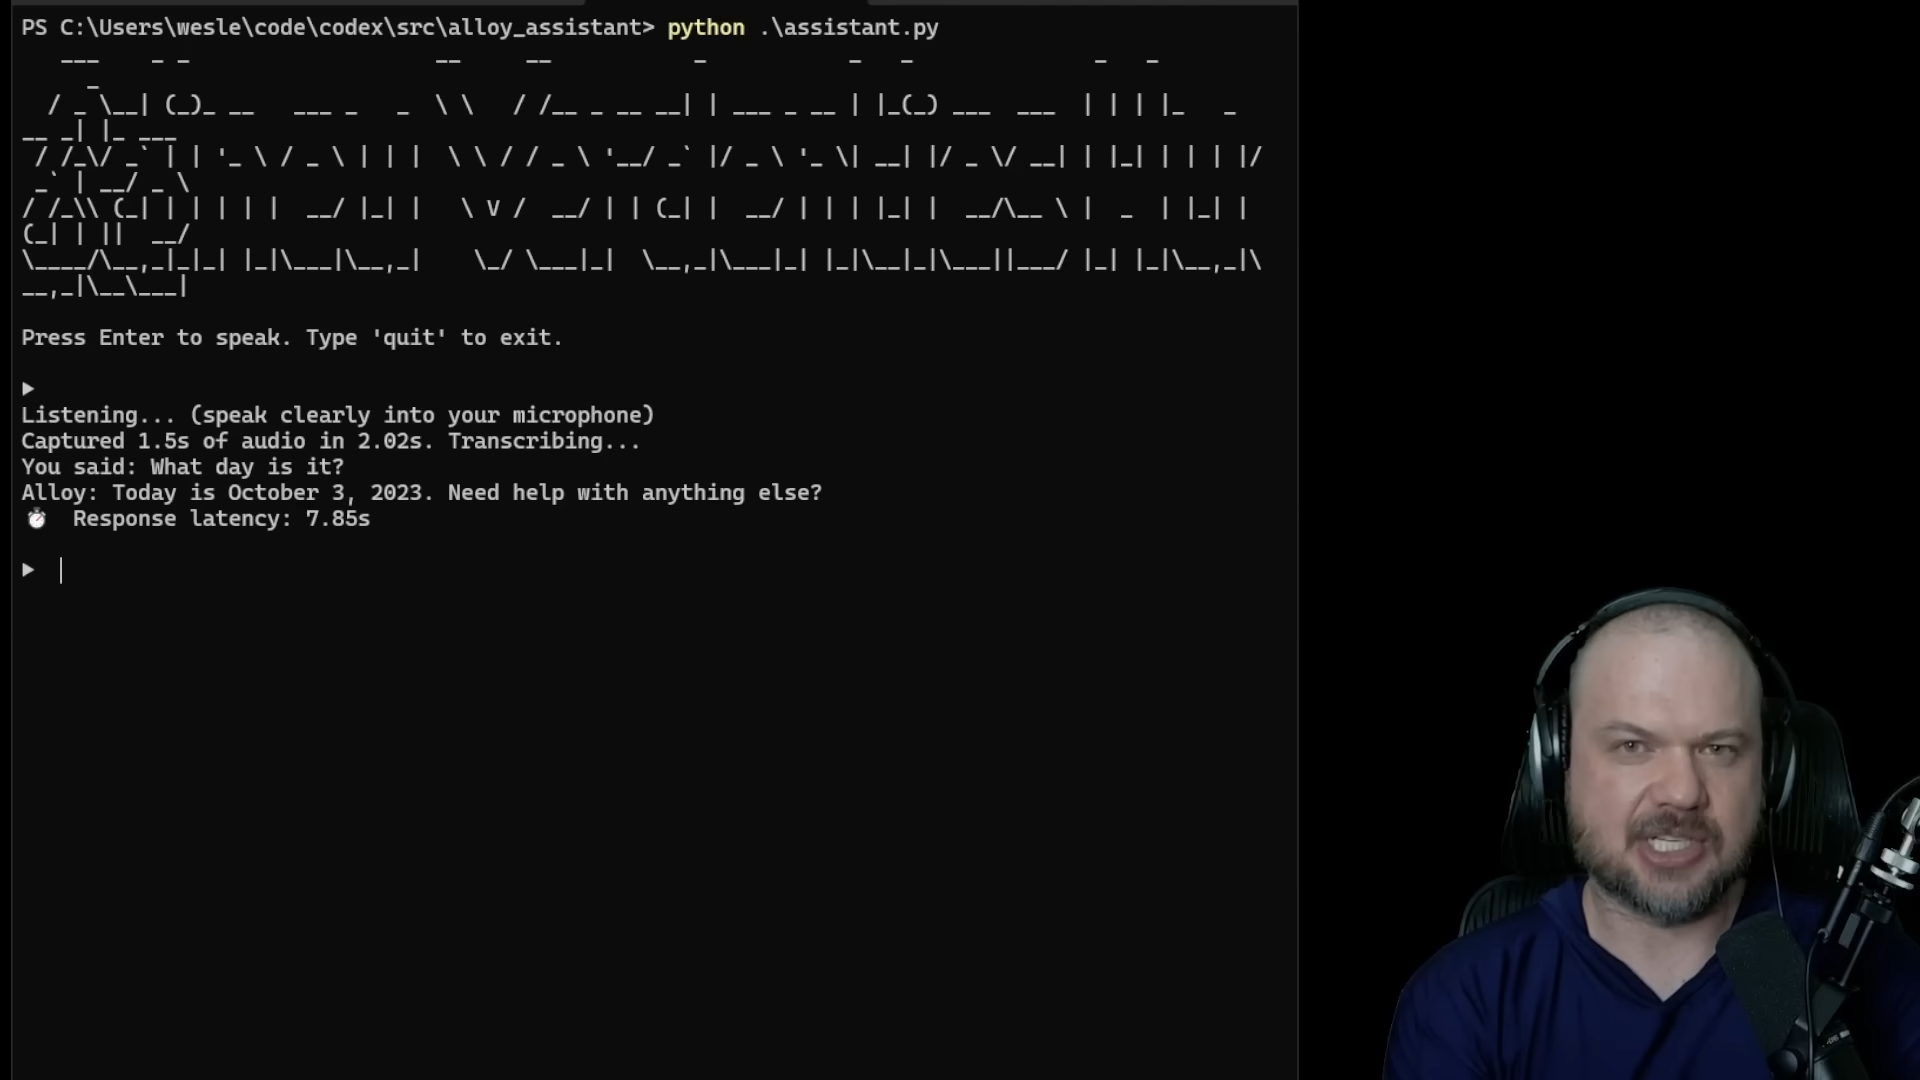 PS C:\Users\wesle\code\codex\src\alloy_assistant> python .\assistant.py
Press Enter to speak. Type 'quit' to exit.
▶
Listening... (speak clearly into your microphone)
Captured 1.5s of audio in 2.02s. Transcribing...
You said: What day is it?
Alloy: Today is October 3, 2023. Need help with anything else?
⏱ Response latency: 7.85s
▶